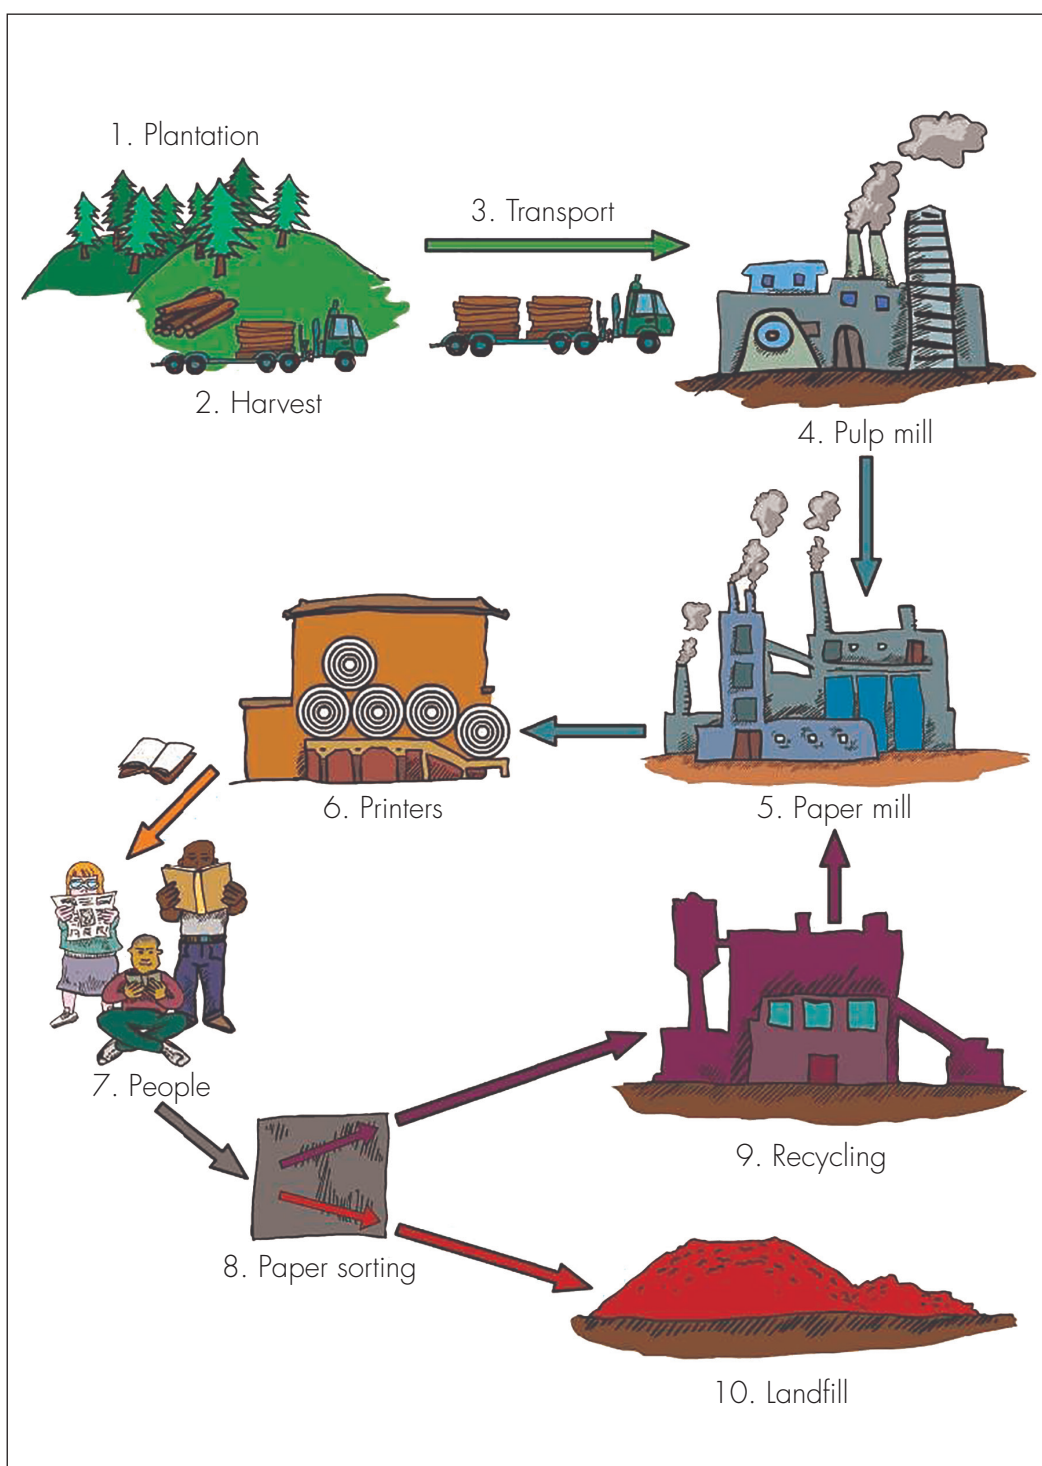 1. Plantation
3. Transport
2. Harvest
4. Pulp mill
6. Printers
5. Paper mill
7. People
9. Recycling
8. Paper sorting
10. Landfill